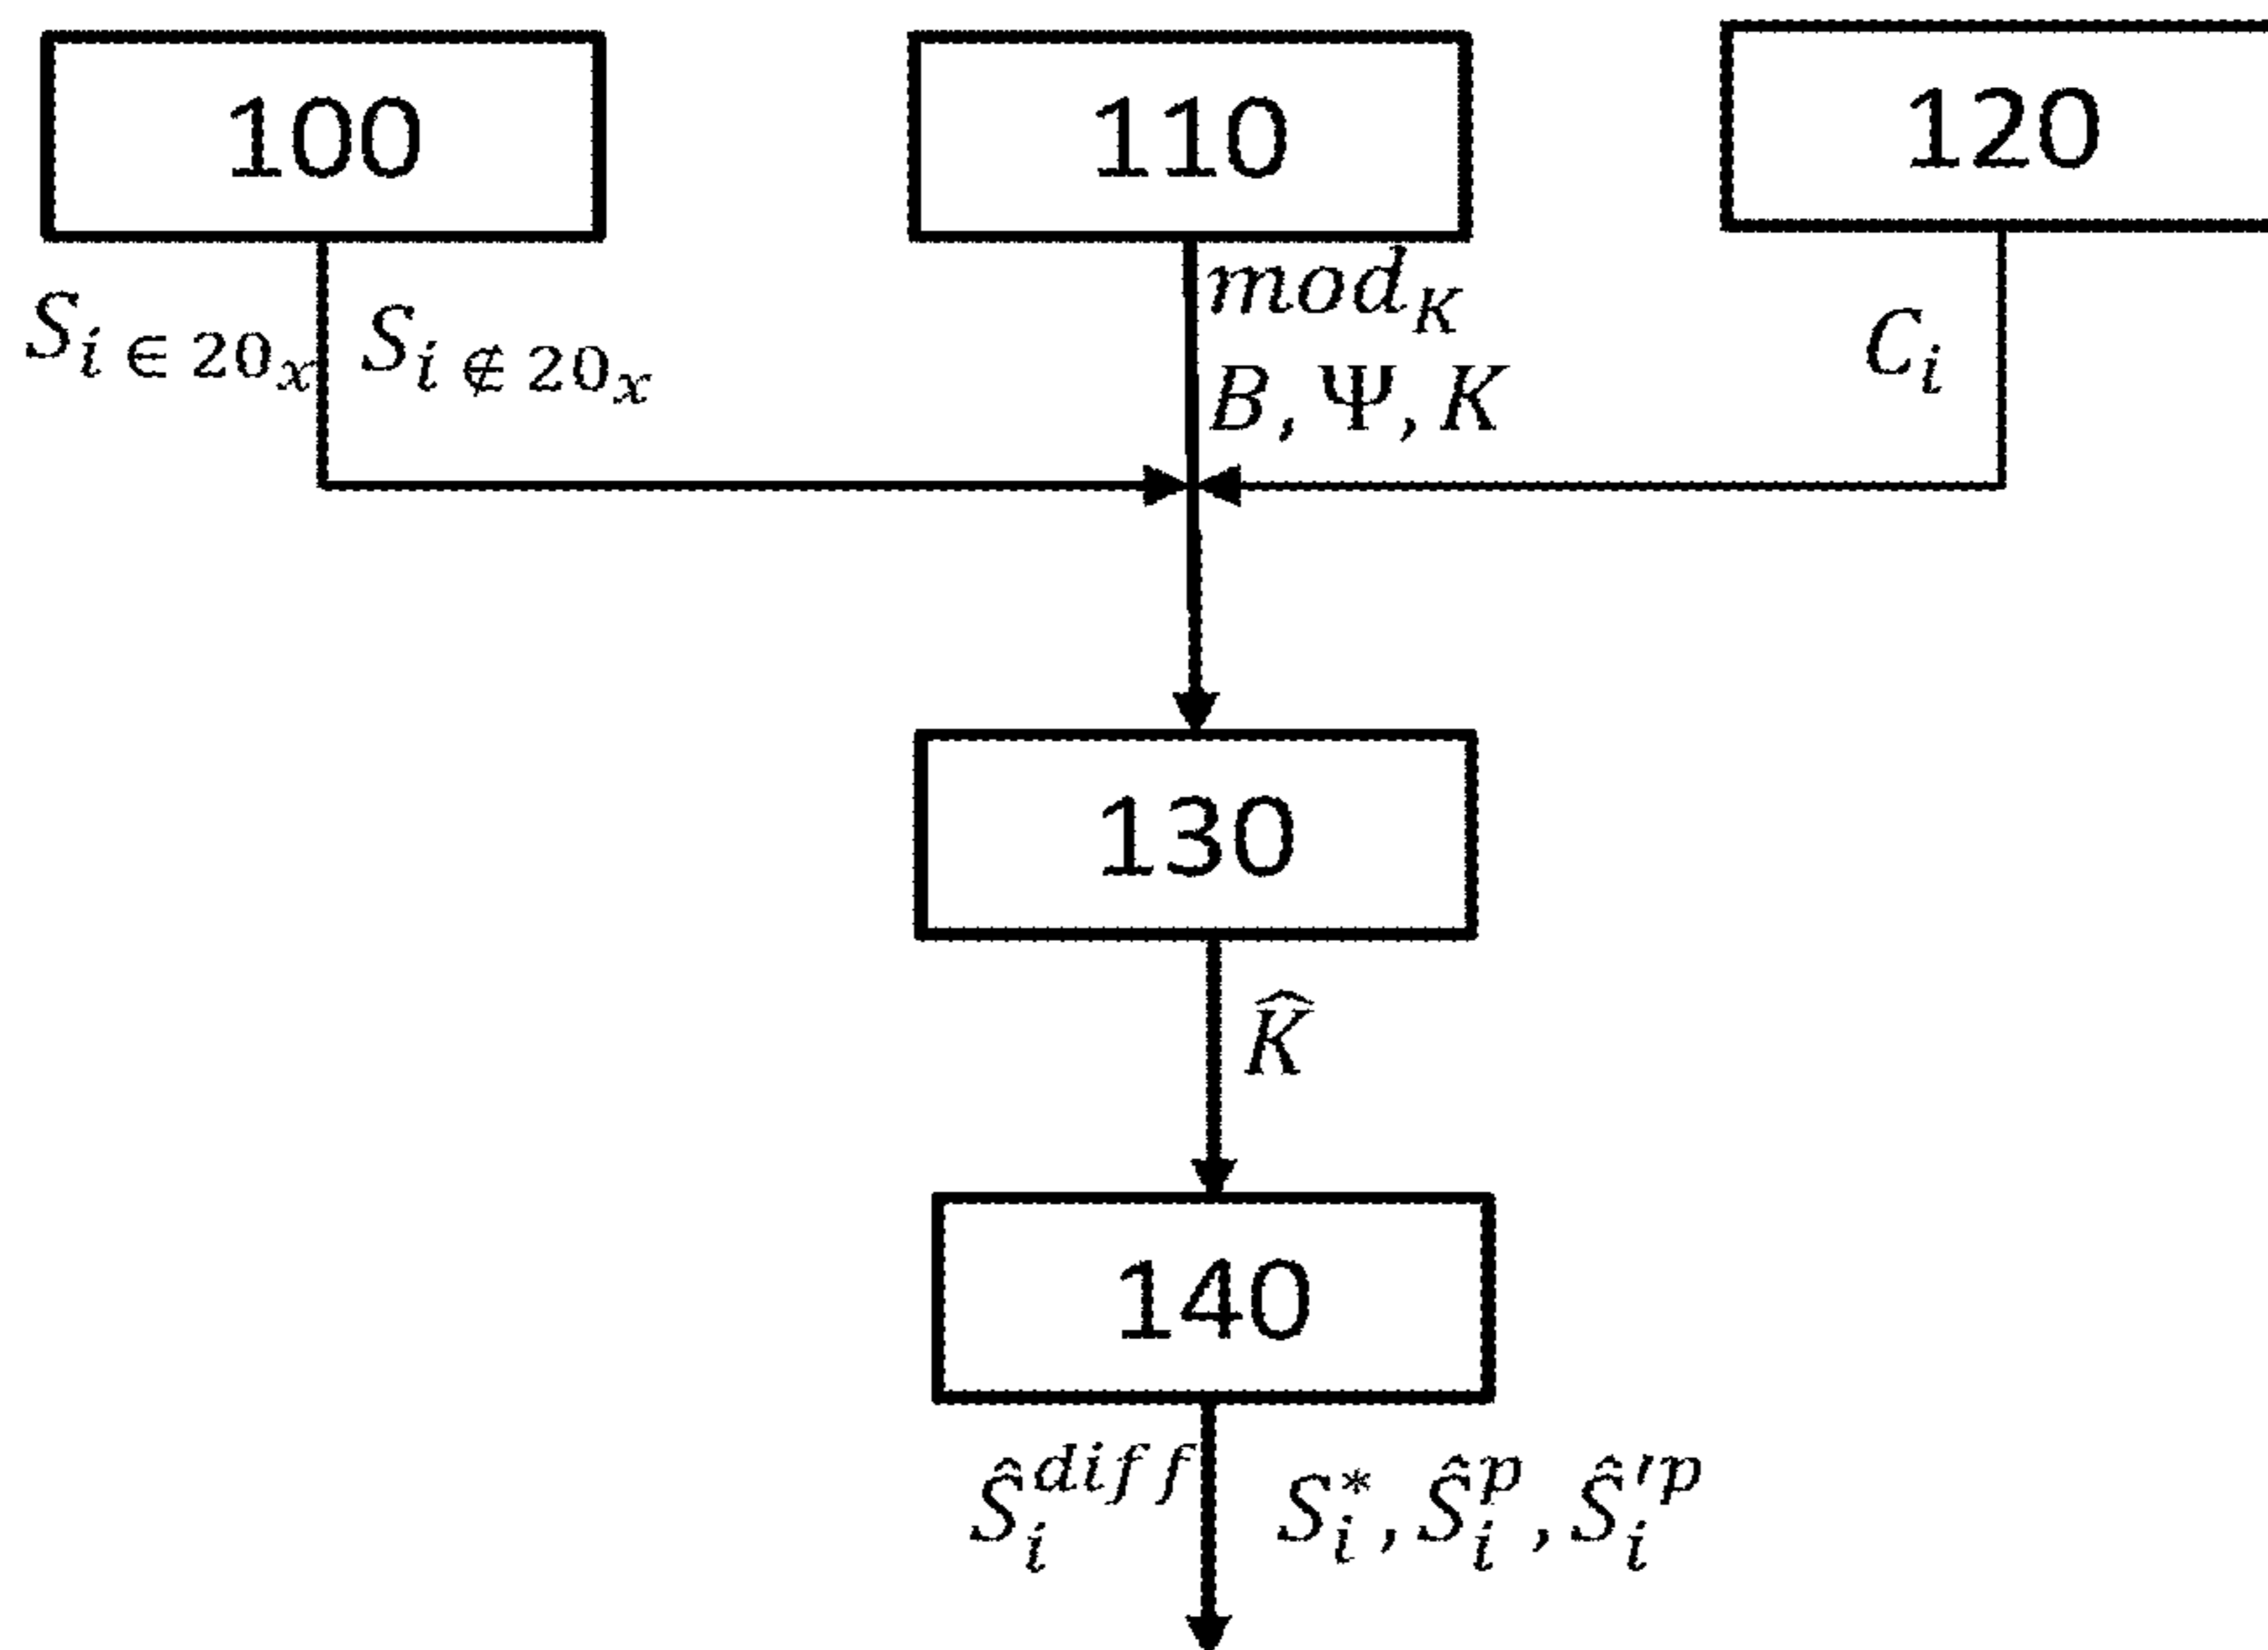 100
110
120
S_{i ∈ 20_x}
S_{i ∉ 20_x}
mod_K
B, Ψ, K
C_i
130
K̂
140
Ŝ_i^{diff}
S_i^*, Ŝ_i^p, Ŝ_i^{′p}